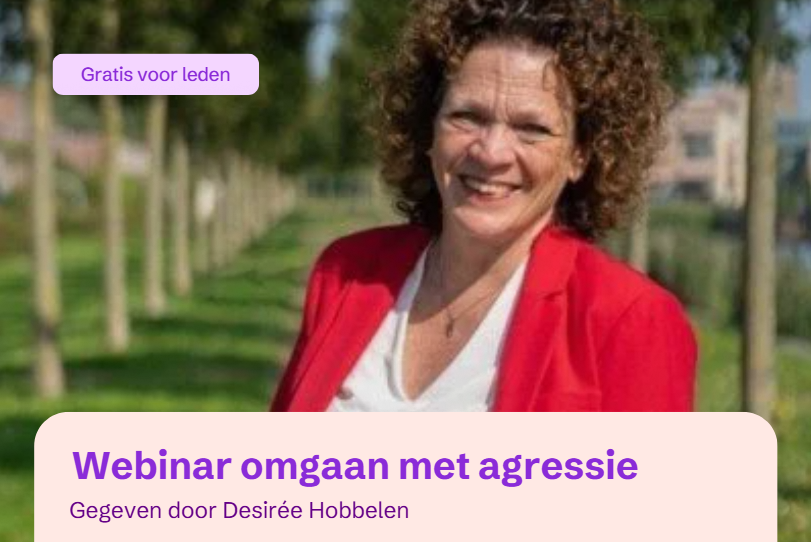 Gratis voor leden
Webinar omgaan met agressie
Gegeven door Desirée Hobbelen